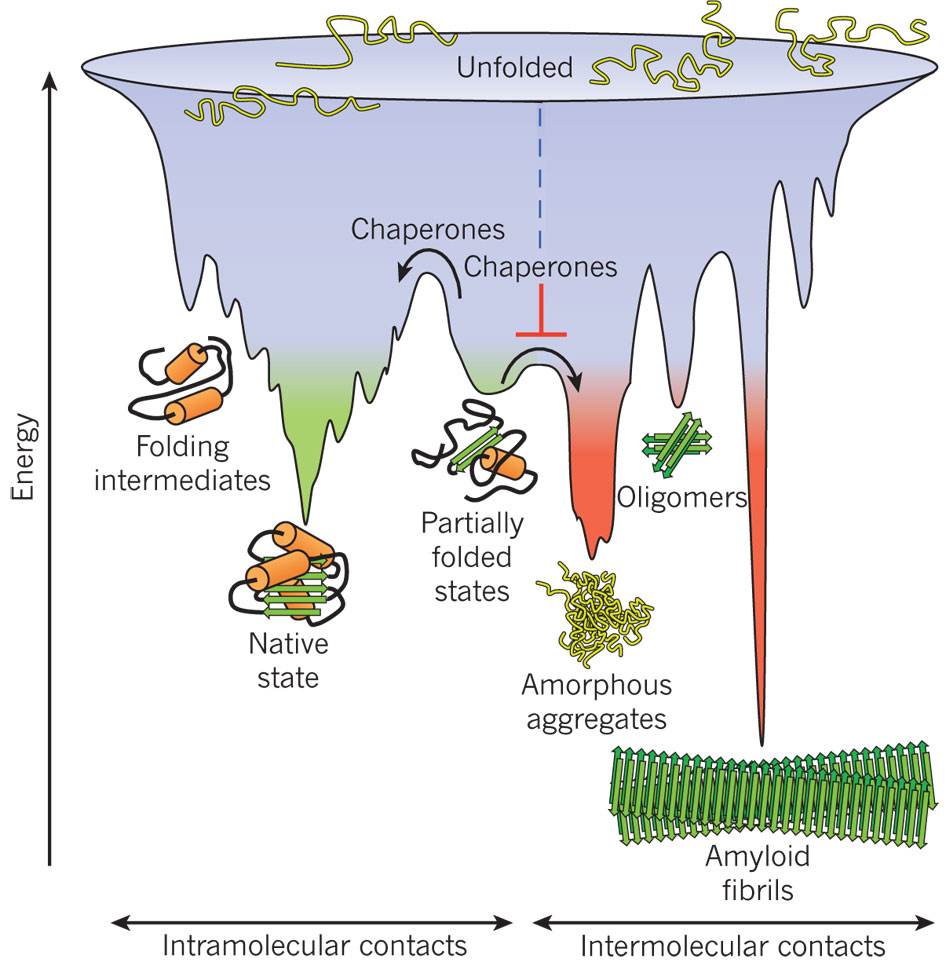 Unfolded
Chaperones
Chaperones
Energy
Folding
intermediates
Partially
folded
states
Oligomers
Native
state
Amorphous
aggregates
Amyloid
fibrils
Intramolecular contacts
Intermolecular contacts